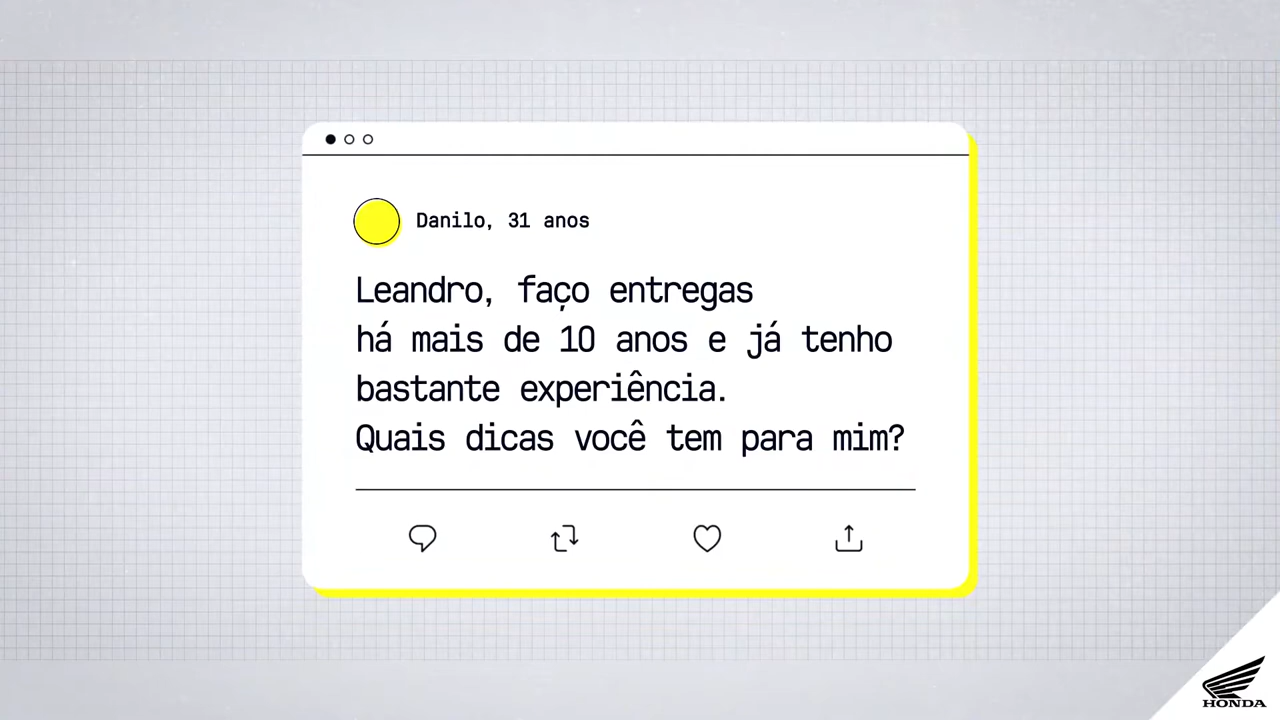 Danilo, 31 anos
Leandro, faço entregas
há mais de 10 anos e já tenho
bastante experiência.
Quais dicas você tem para mim?
HONDA